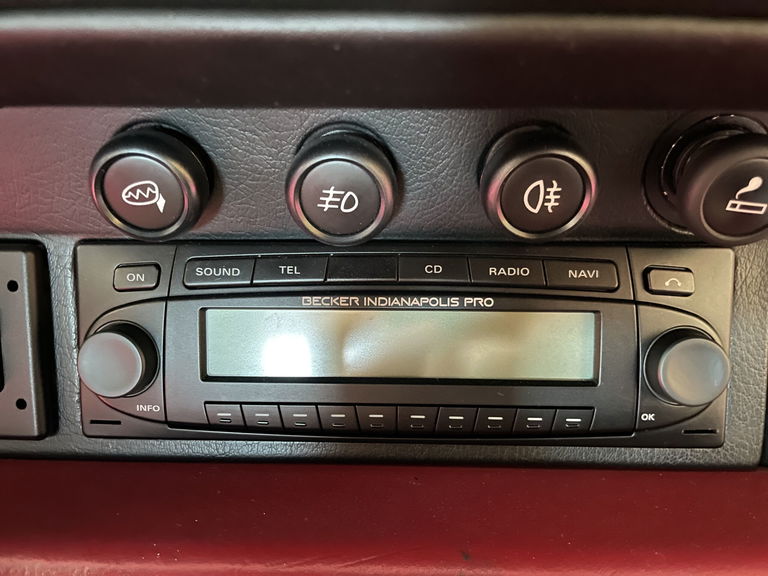 ON
SOUND TEL CD RADIO NAVI
BECKER INDIANAPOLIS PRO
INFO
OK